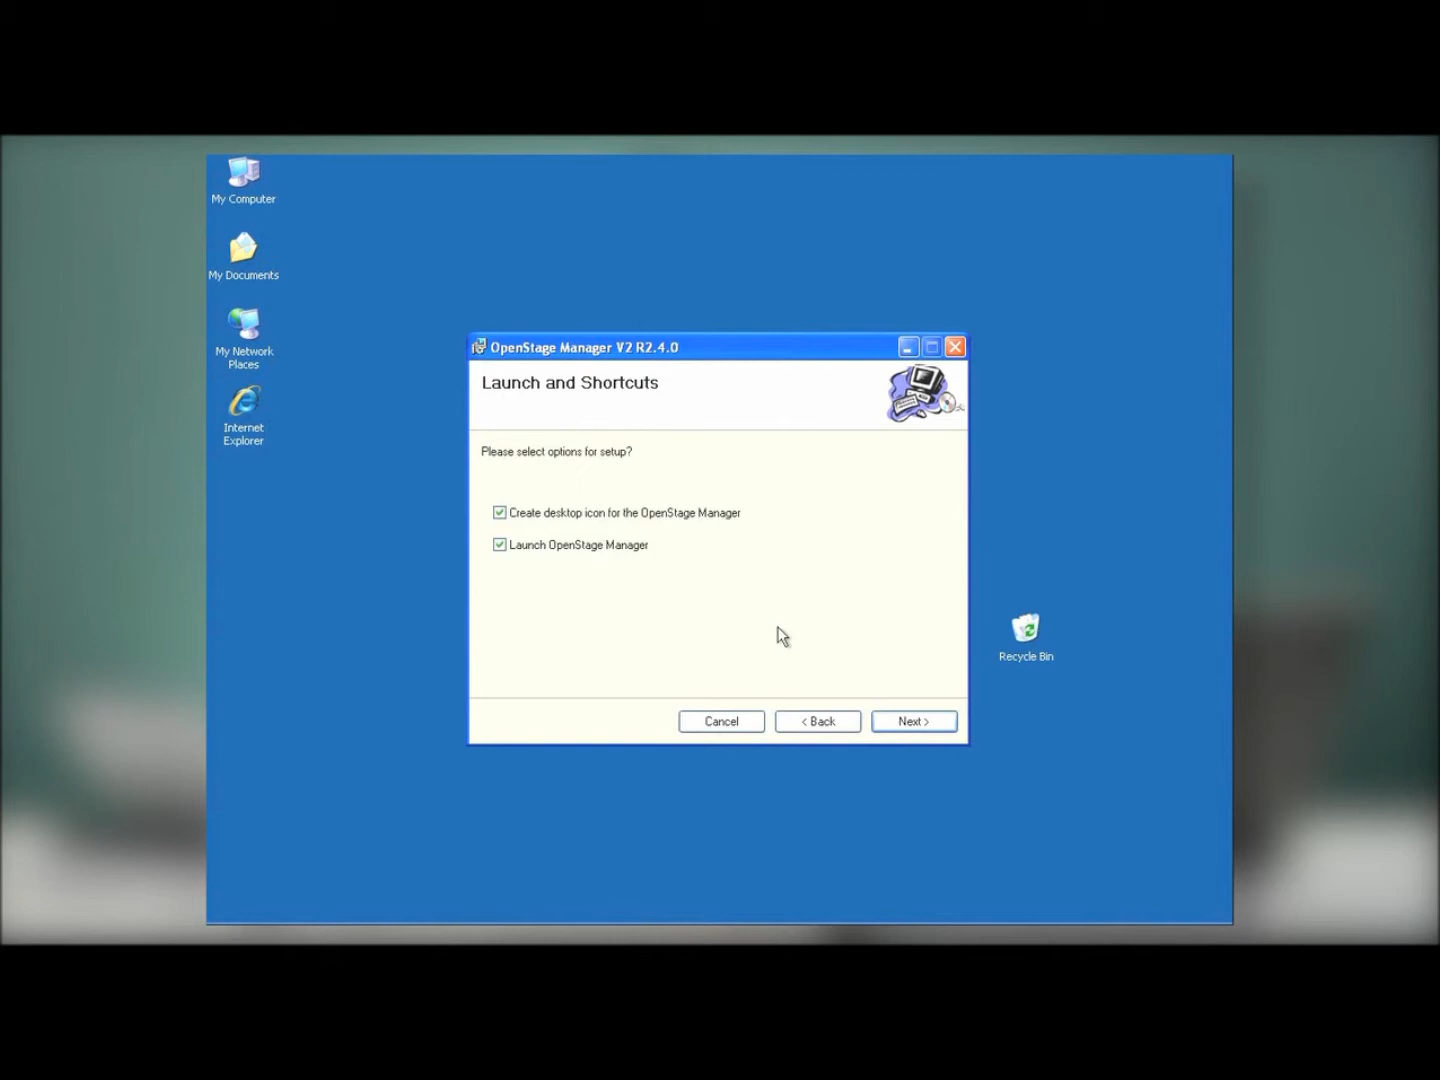 My Computer
My Documents
My Network
Places
Internet
Explorer
OpenStage Manager V2 R2.4.0
Launch and Shortcuts
Please select options for setup?
Create desktop icon for the OpenStage Manager
Launch OpenStage Manager
Recycle Bin
Cancel
< Back
Next >